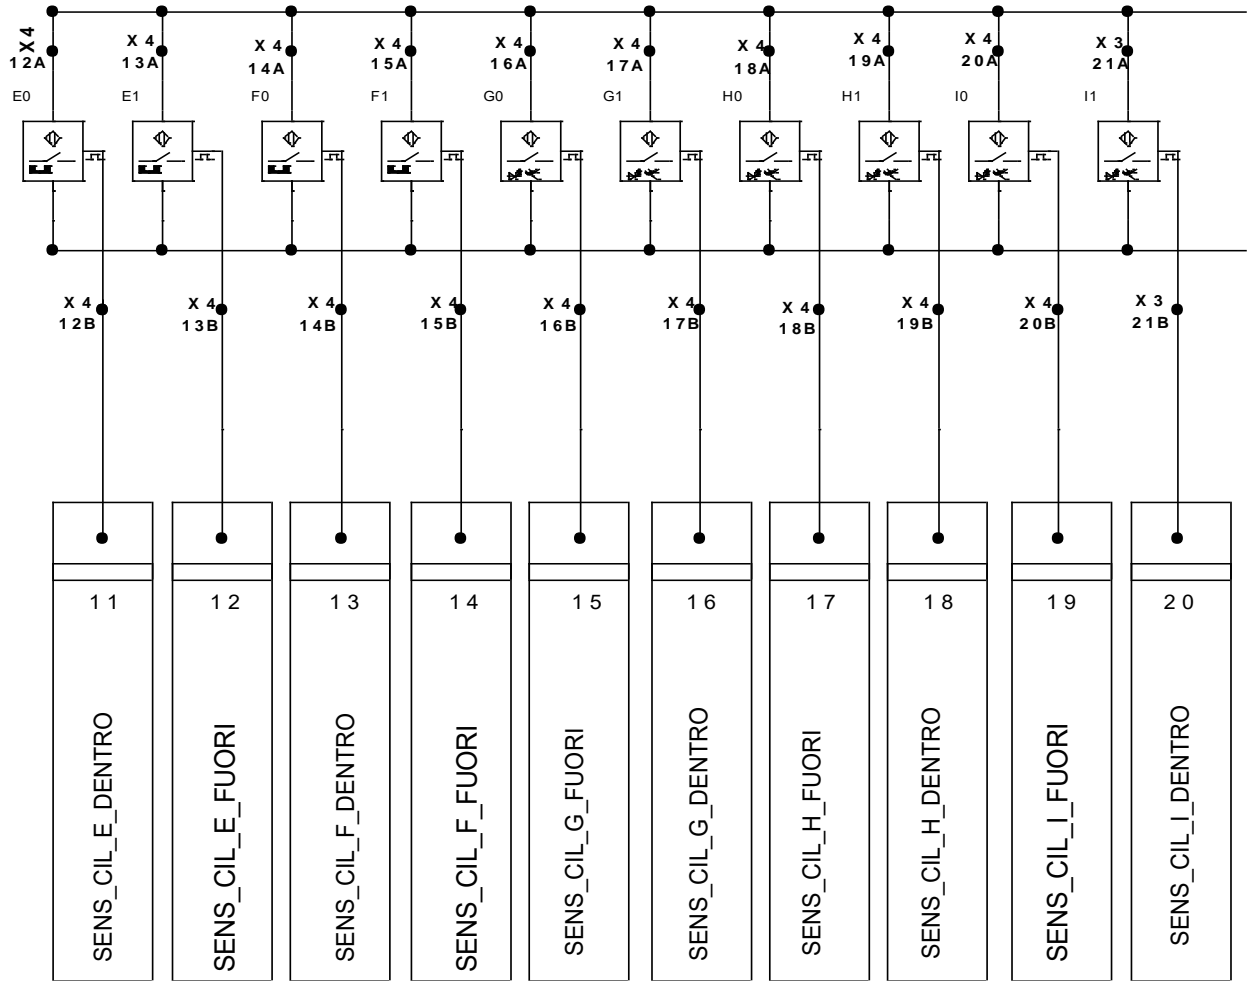 X 4 X 4 X 4 X 4 X 4 X 4 X 4 X 4 X 4 X 3
12A 13A 14A 15A 16A 17A 18A 19A 20A 21A
E0 E1 F0 F1 G0 G1 H0 H1 I0 I1
X 4 X 4 X 4 X 4 X 4 X 4 X 4 X 4 X 4 X 3
12B 13B 14B 15B 16B 17B 18B 19B 20B 21B
11 12 13 14 15 16 17 18 19 20
SENS_CIL_E_DENTRO
SENS_CIL_E_FUORI
SENS_CIL_F_DENTRO
SENS_CIL_F_FUORI
SENS_CIL_G_FUORI
SENS_CIL_G_DENTRO
SENS_CIL_H_FUORI
SENS_CIL_H_DENTRO
SENS_CIL_I_FUORI
SENS_CIL_I_DENTRO